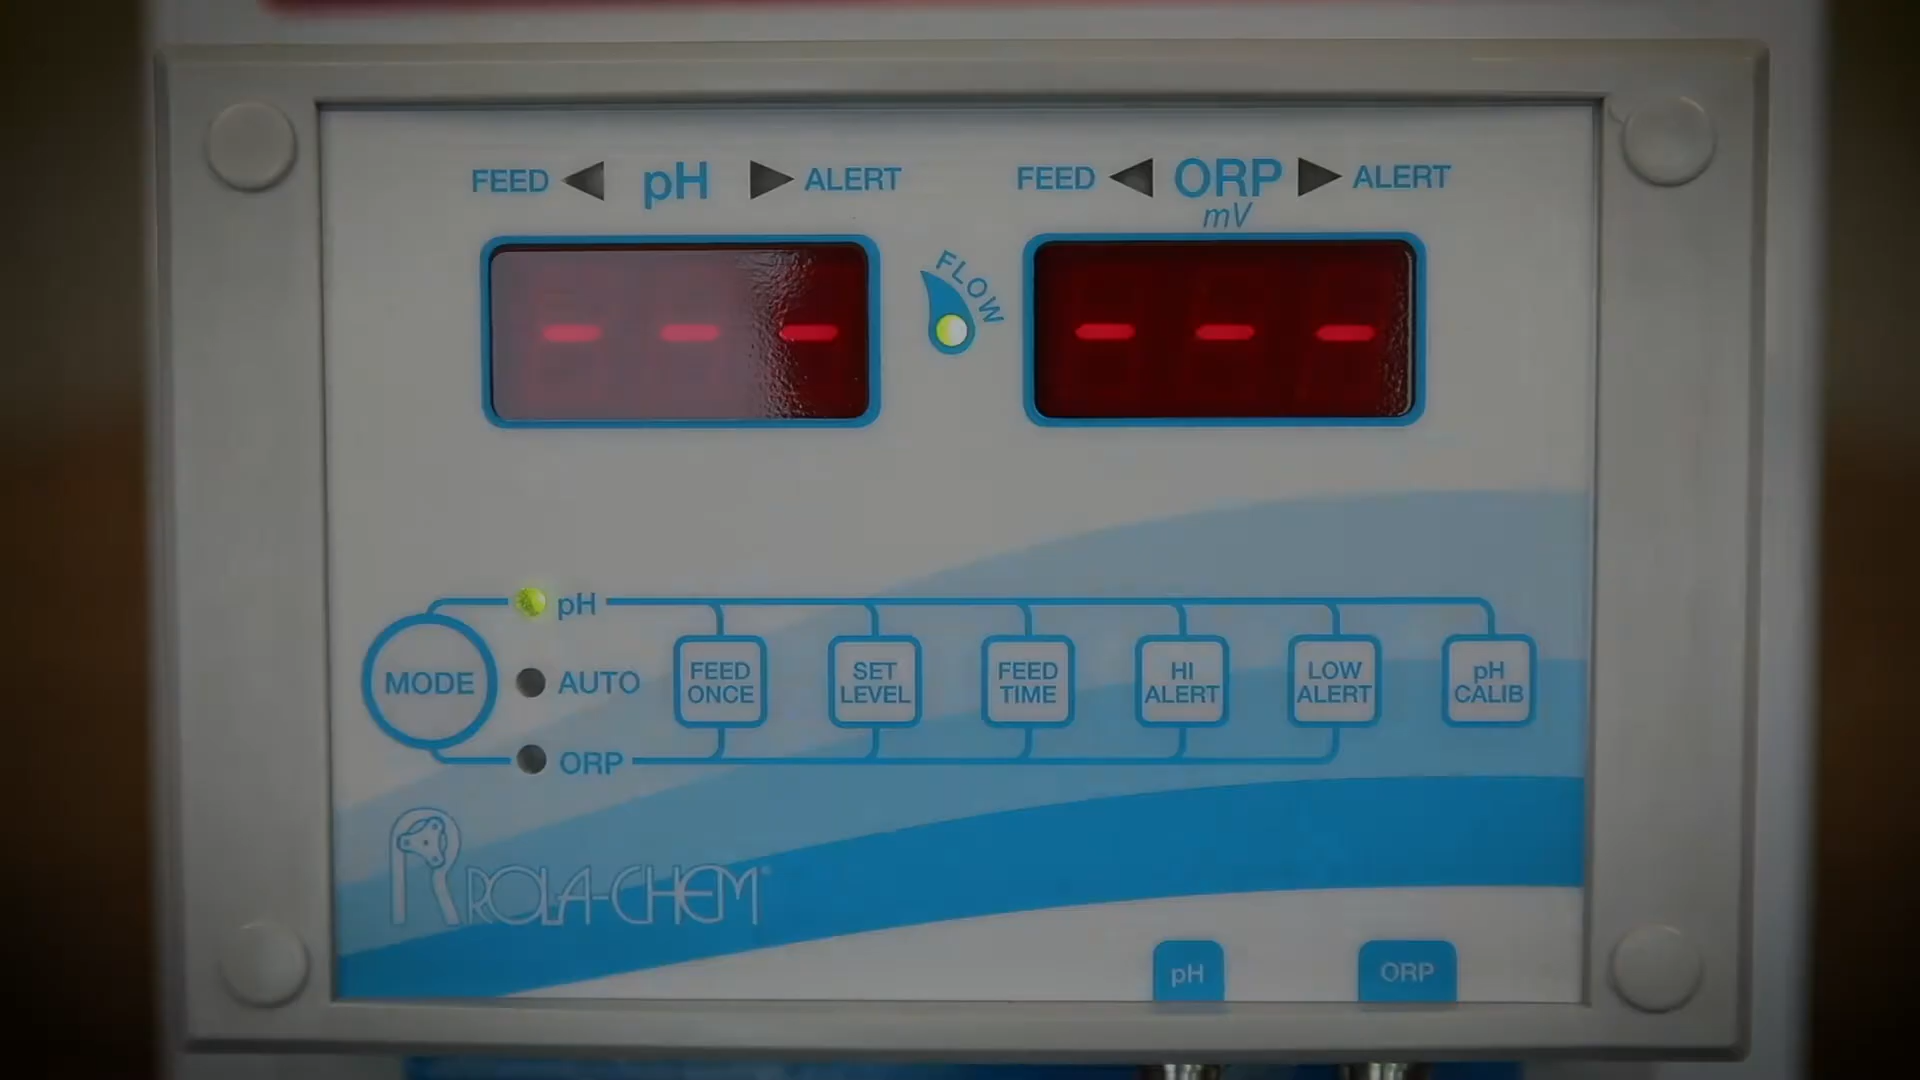 FEED pH ALERT
FEED ORP ALERT
mV
FLOW
- - -
- - -
MODE
pH
AUTO
ORP
FEED
ONCE
SET
LEVEL
FEED
TIME
HI
ALERT
LOW
ALERT
pH
CALIB
ROLA-CHEM
pH
ORP